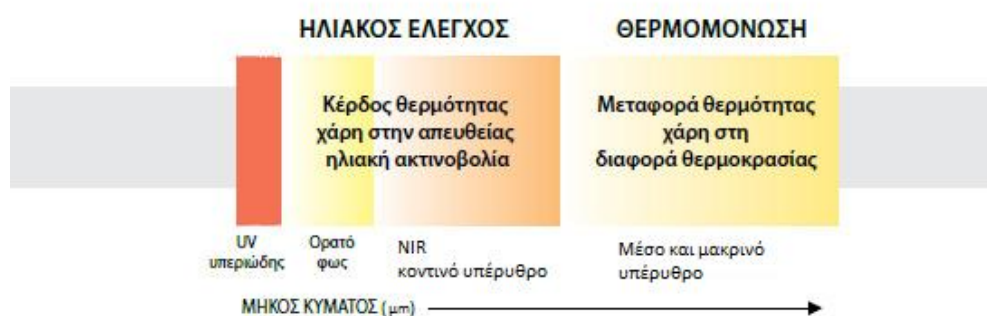 ΗΛΙΑΚΟΣ ΕΛΕΓΧΟΣ
ΘΕΡΜΟΜΟΝΩΣΗ
Κέρδος θερμότητας
χάρη στην απευθείας
ηλιακή ακτινοβολία
Μεταφορά θερμότητας
χάρη στη
διαφορά θερμοκρασίας
UV
υπεριώδης
Ορατό
φως
NIR
κοντινό υπέρυθρο
Μέσο και μακρινό
υπέρυθρο
ΜΗΚΟΣ ΚΥΜΑΤΟΣ (μm)